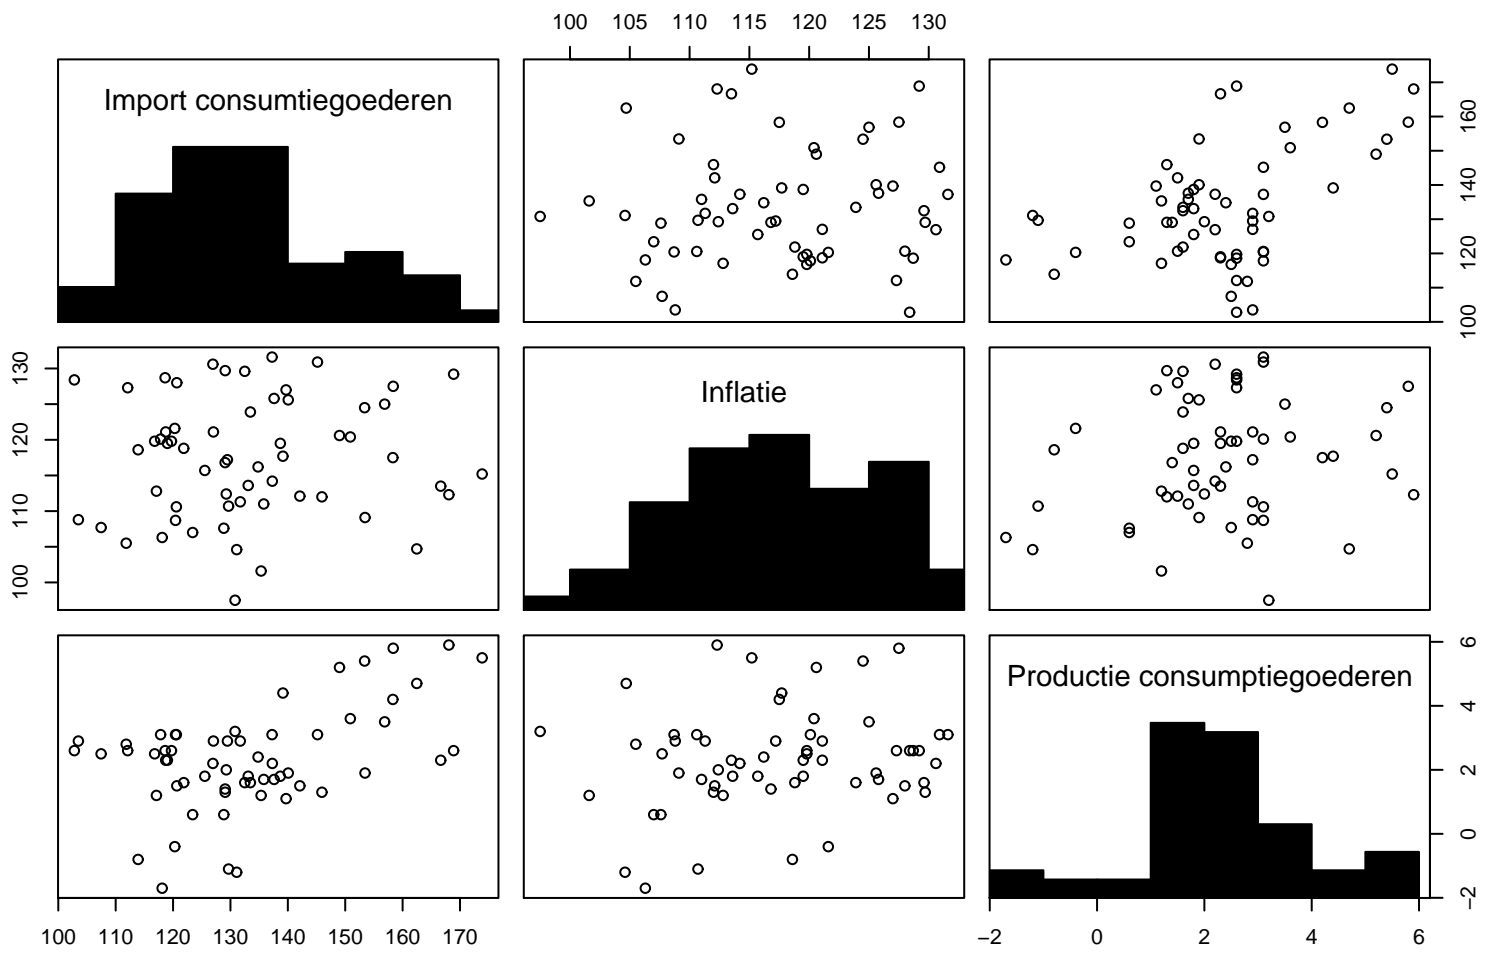 100 105 110 115 120 125 130
Import consumtiegoederen
100 120 140 160
100 110 120 130
Inflatie
Productie consumptiegoederen
−2 0 2 4 6
100 110 120 130 140 150 160 170
−2 0 2 4 6